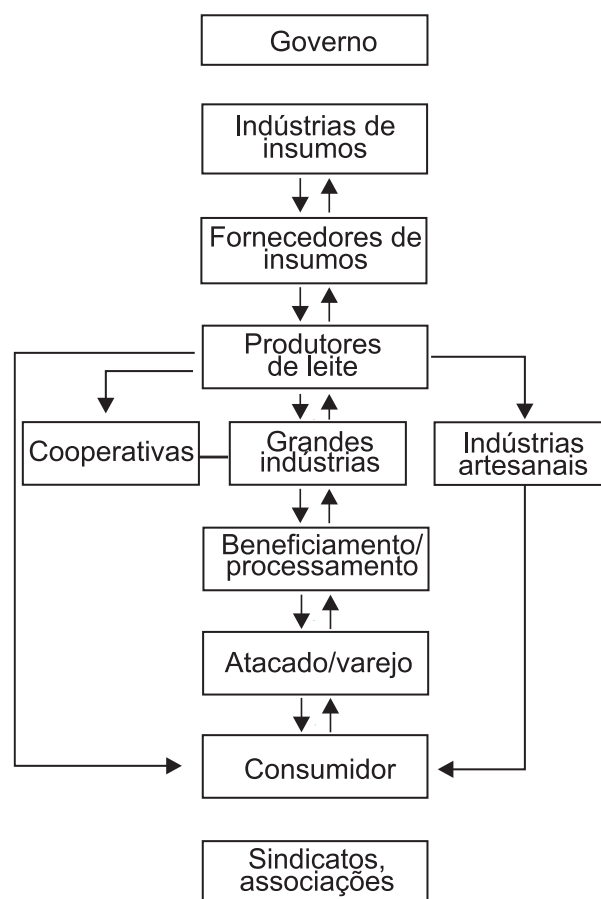 Governo
Indústrias de
insumos
Fornecedores de
insumos
Produtores
de leite
Cooperativas
Grandes
indústrias
Indústrias
artesanais
Beneficiamento/
processamento
Atacado/varejo
Consumidor
Sindicatos,
associações